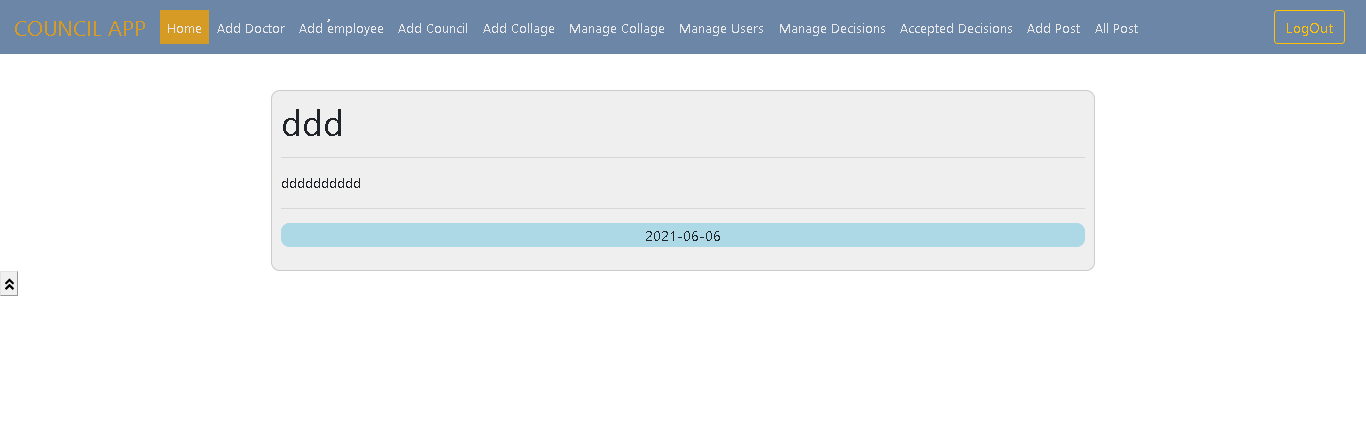 COUNCIL APP Home Add Doctor Add ُemployee Add Council Add Collage Manage Collage Manage Users Manage Decisions Accepted Decisions Add Post All Post LogOut
ddd
dddddddddd
2021-06-06